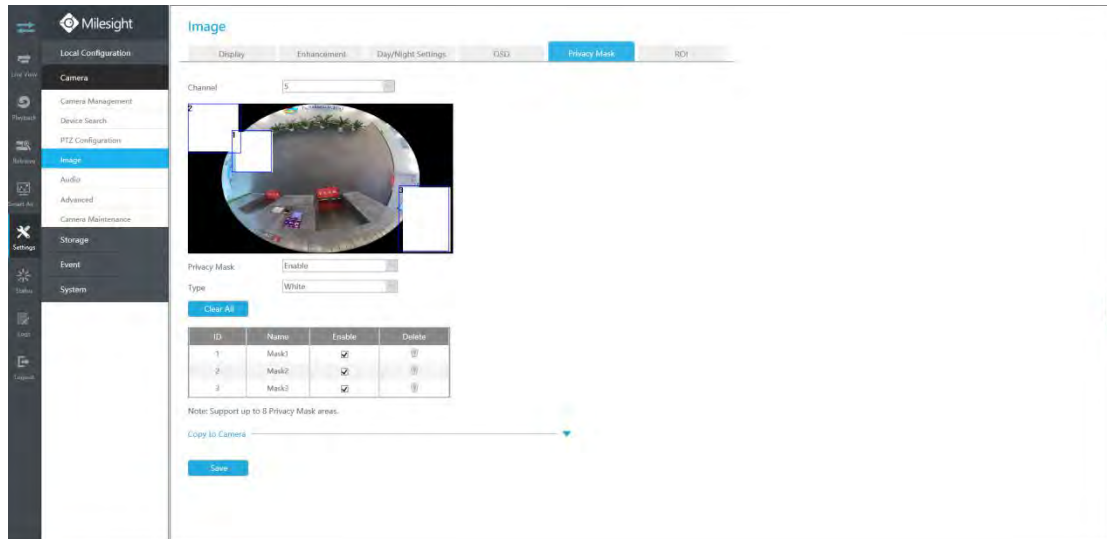 Milesight
Local Configuration
Camera
Camera Management
Device Search
PTZ Configuration
Image
Audio
Advanced
Camera Maintenance
Storage
Event
System
Live View
Playback
Retrieve
Settings
Status
Logs
Logout
Image
Display
Enhancement
Day/Night Settings
OSD
Privacy Mask
ROI
Channel
5
2
1
3
Privacy Mask
Enable
Type
White
Clear All
ID Name Enable Delete
1 Mask1
2 Mask2
3 Mask3
Note: Support up to 8 Privacy Mask areas.
Copy to Camera
Save